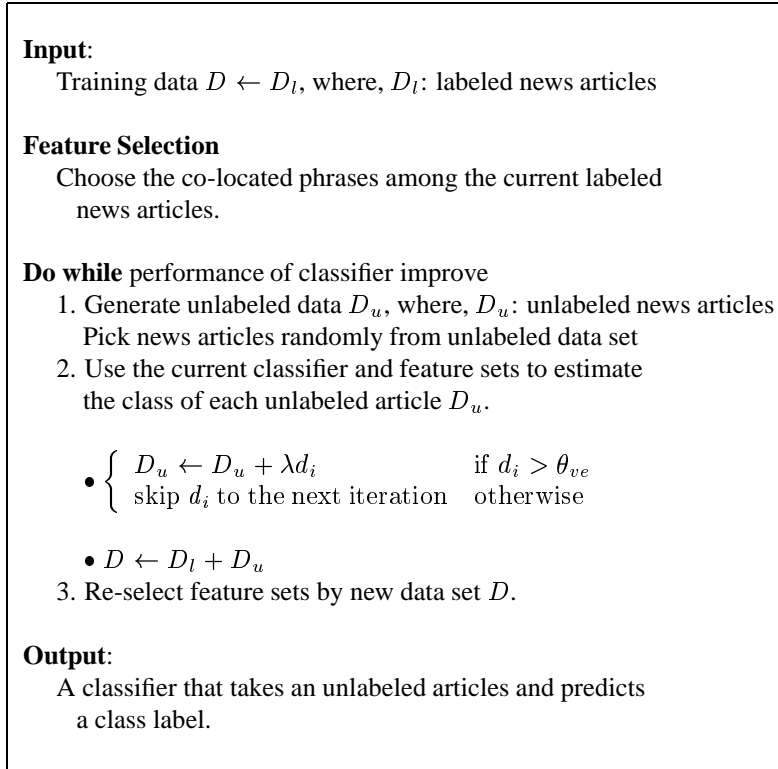 Input:
Training data D ← D_l, where, D_l: labeled news articles
Feature Selection
Choose the co-located phrases among the current labeled
news articles.
Do while performance of classifier improve
1. Generate unlabeled data D_u, where, D_u: unlabeled news articles
Pick news articles randomly from unlabeled data set
2. Use the current classifier and feature sets to estimate
the class of each unlabeled article D_u.
• { D_u ← D_u + λd_i if d_i > θ_ve
skip d_i to the next iteration otherwise
• D ← D_l + D_u
3. Re-select feature sets by new data set D.
Output:
A classifier that takes an unlabeled articles and predicts
a class label.